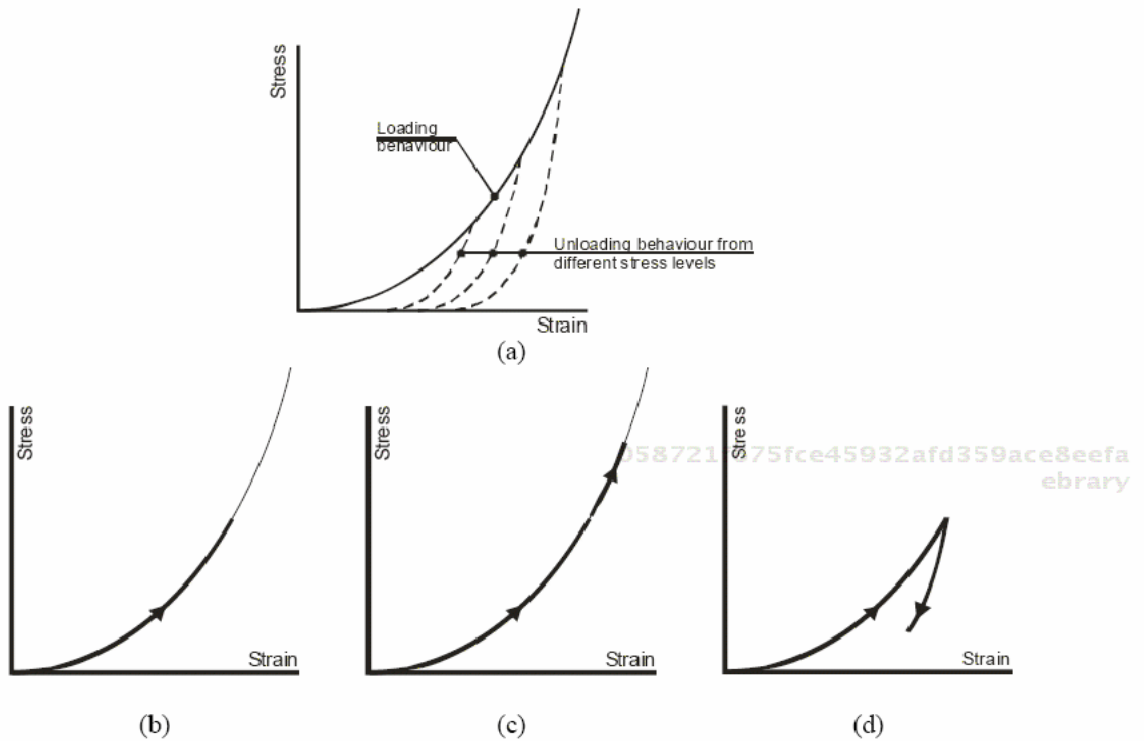 Stress
Loading
behaviour
Unloading behaviour from
different stress levels
Strain
(a)
Stress
Strain
(b)
Stress
Strain
(c)
Stress
Strain
(d)
ebrary